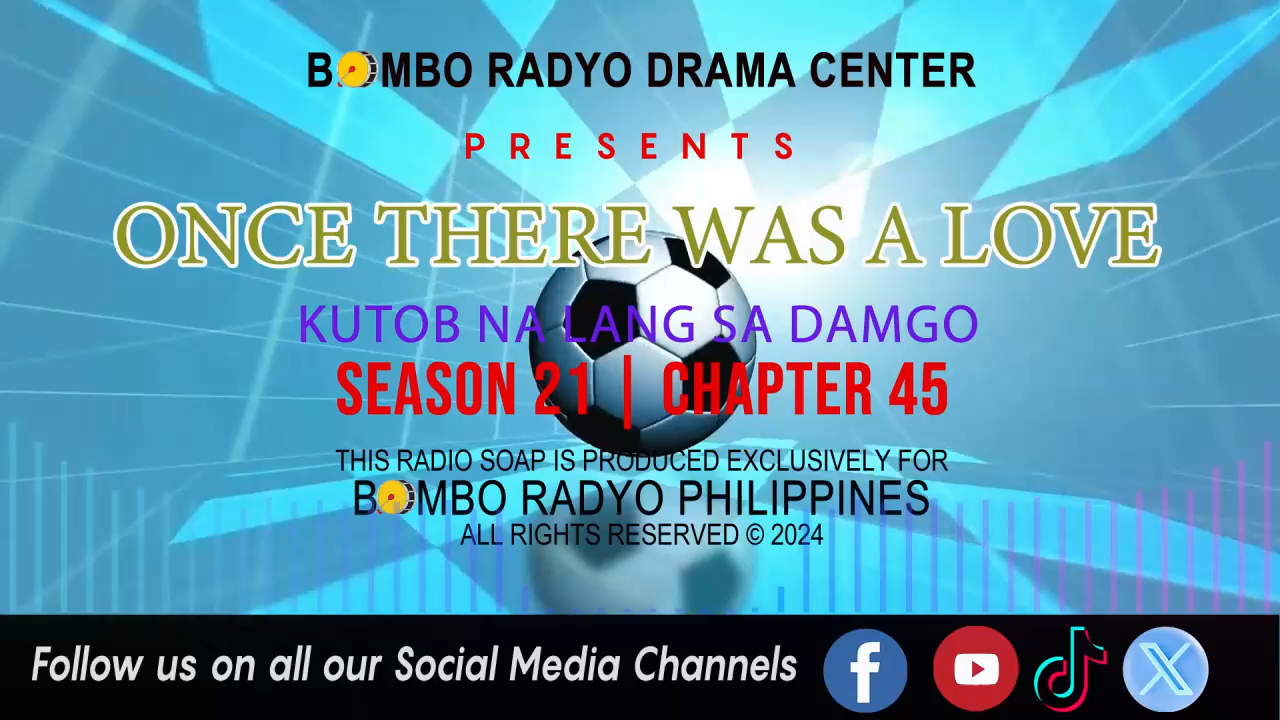 BOMBO RADYO DRAMA CENTER
PRESENTS
ONCE THERE WAS A LOVE
KUTOB NA LANG SA DAMGO
SEASON 21 | CHAPTER 45
THIS RADIO SOAP IS PRODUCED EXCLUSIVELY FOR
BOMBO RADYO PHILIPPINES
ALL RIGHTS RESERVED © 2024
Follow us on all our Social Media Channels